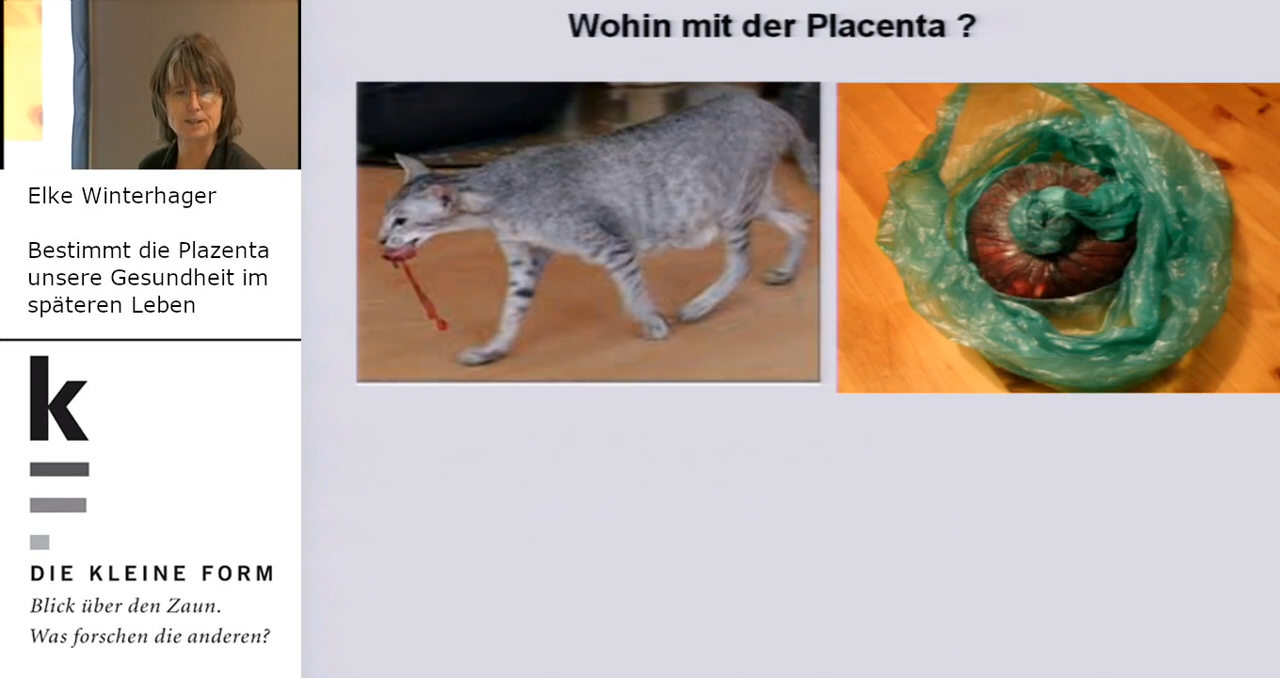 Wohin mit der Placenta ?
Elke Winterhager
Bestimmt die Plazenta
unsere Gesundheit im
späteren Leben
k
DIE KLEINE FORM
Blick über den Zaun.
Was forschen die anderen?